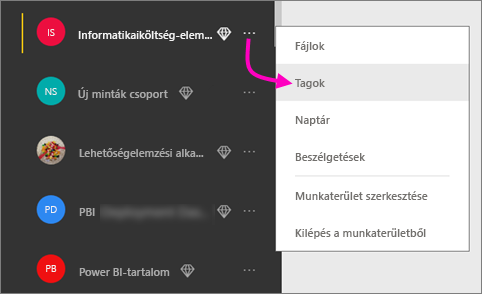 IS Informatikaiköltség-elem... ...
Fájlok
NS Új minták csoport
Tagok
Naptár
Lehetőségelemzési alka... ...
Beszélgetések
PD PBI ...
Munkaterület szerkesztése
Kilépés a munkaterületből
PB Power BI-tartalom ...